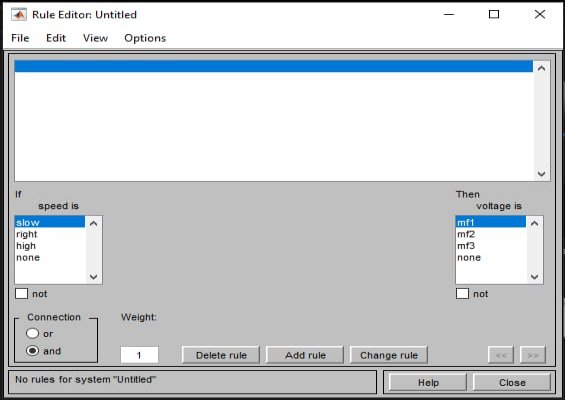 Rule Editor: Untitled
File Edit View Options
If
speed is
slow
right
high
none
not
Then
voltage is
mf1
mf2
mf3
none
not
Connection
or
and
Weight:
1
Delete rule Add rule Change rule << >>
No rules for system "Untitled"
Help Close